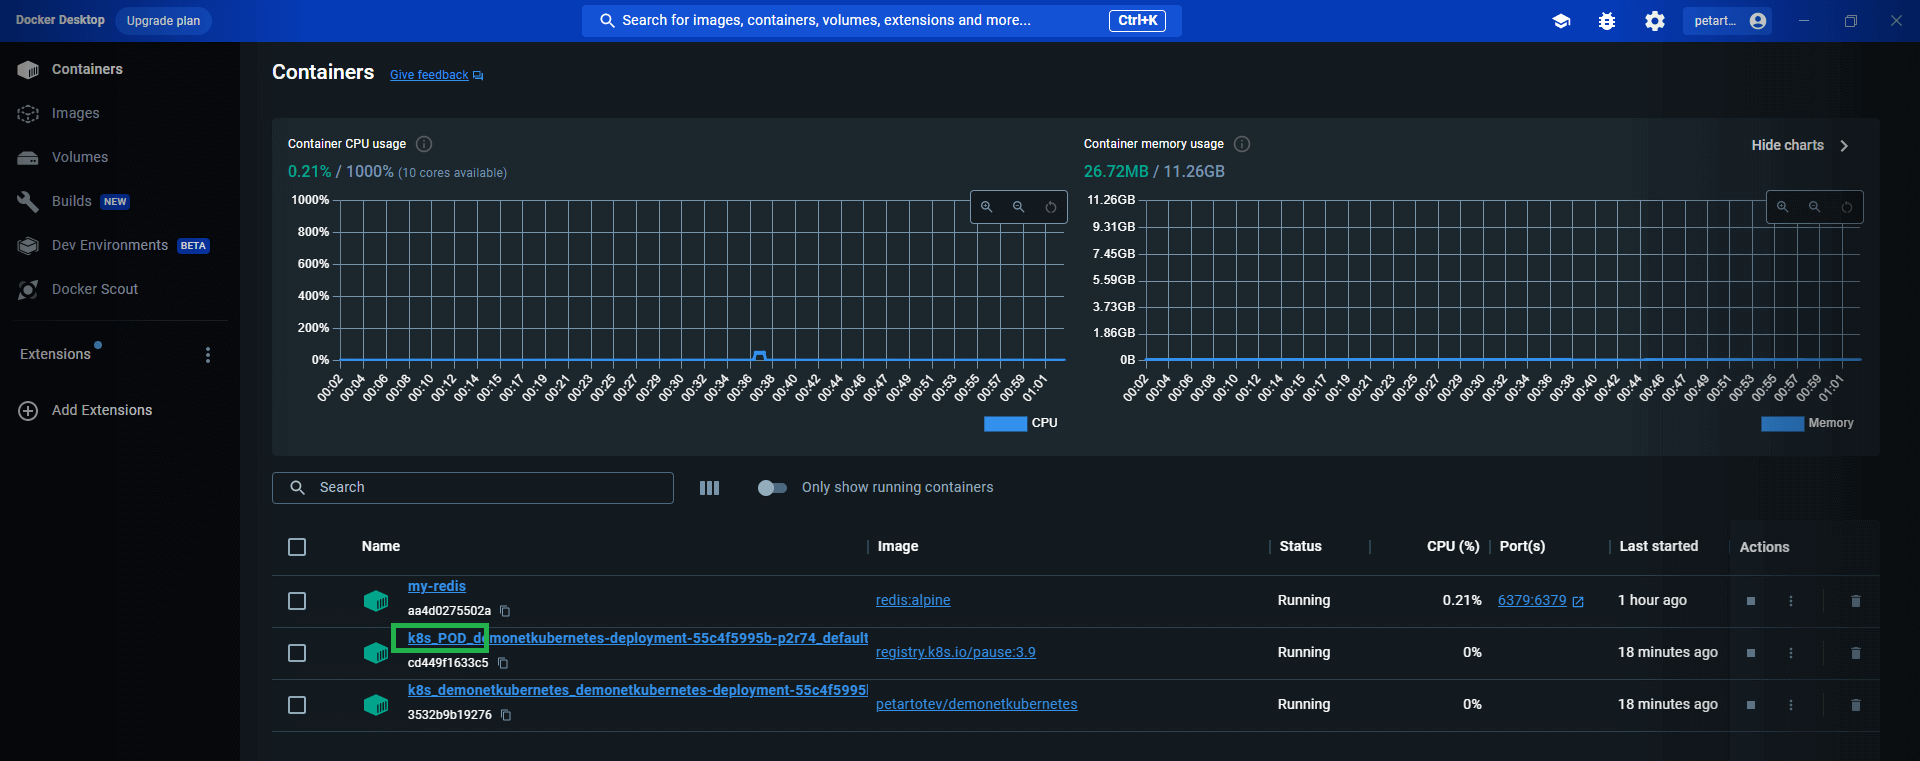 Docker Desktop Upgrade plan Search for images, containers, volumes, extensions and more... Ctrl+K petart...
Containers
Images
Volumes
Builds NEW
Dev Environments BETA
Docker Scout
Extensions
Add Extensions
Containers Give feedback
Container CPU usage
0.21% / 1000% (10 cores available)
1000%
800%
600%
400%
200%
0%
00:02 00:04 00:06 00:08 00:10 00:12 00:14 00:15 00:17 00:19 00:21 00:23 00:25 00:27 00:29 00:30 00:32 00:34 00:36 00:38 00:40 00:42 00:44 00:46 00:47 00:49 00:51 00:53 00:55 00:57 00:59 01:01
CPU
Container memory usage
26.72MB / 11.26GB
Hide charts
11.26GB
9.31GB
7.45GB
5.59GB
3.73GB
1.86GB
0B
00:02 00:04 00:06 00:08 00:10 00:12 00:14 00:15 00:17 00:19 00:21 00:23 00:25 00:27 00:29 00:30 00:32 00:34 00:36 00:38 00:40 00:42 00:44 00:46 00:47 00:49 00:51 00:53 00:55 00:57 00:59 01:01
Memory
Search
Only show running containers
Name Image Status CPU (%) Port(s) Last started Actions
my-redis
aa4d0275502a
redis:alpine Running 0.21% 6379:6379 1 hour ago
k8s_POD_demonetkubernetes-deployment-55c4f5995b-p2r74_default
cd449f1633c5
registry.k8s.io/pause:3.9 Running 0% 18 minutes ago
k8s_demonetkubernetes_demonetkubernetes-deployment-55c4f5995
3532b9b19276
petartotev/demonetkubernetes Running 0% 18 minutes ago